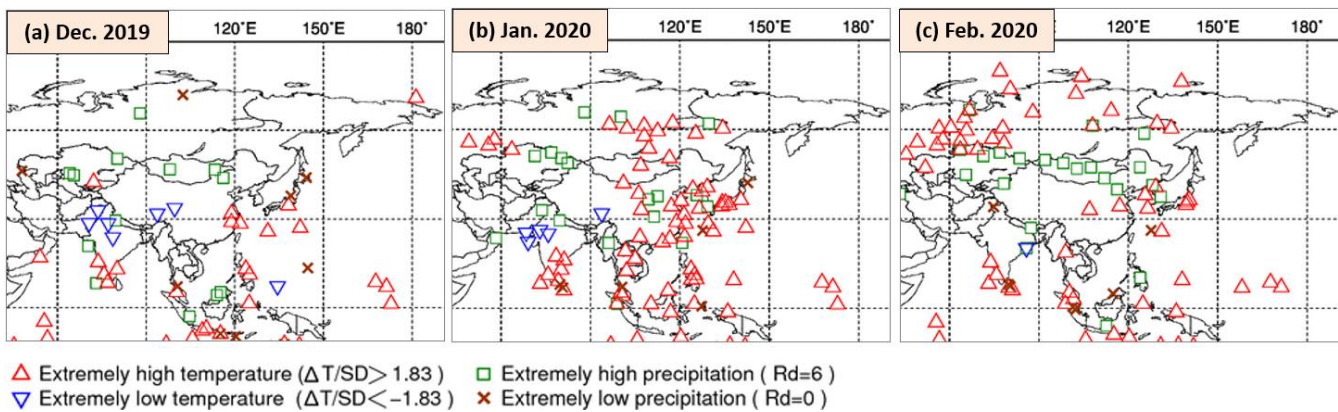 (a) Dec. 2019
120°E 150°E 180°
(b) Jan. 2020
120°E 150°E 180°
(c) Feb. 2020
120°E 150°E 180°
△ Extremely high temperature (ΔT/SD＞1.83)
□ Extremely high precipitation ( Rd=6 )
▽ Extremely low temperature (ΔT/SD＜−1.83)
× Extremely low precipitation ( Rd=0 )